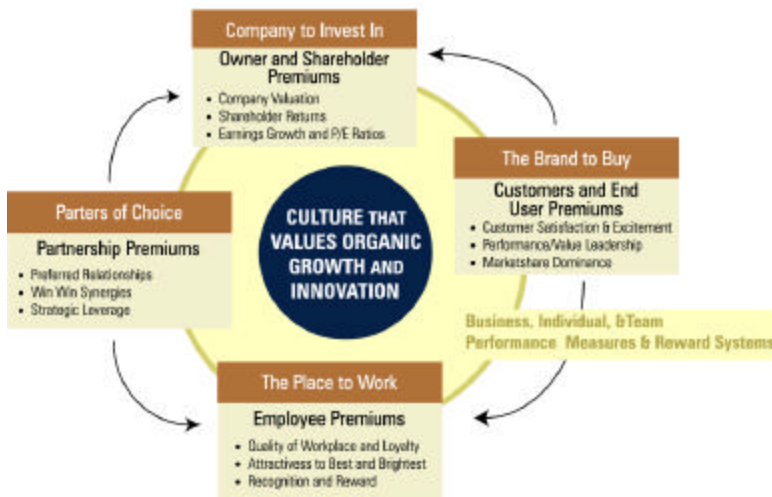 Company to Invest In
Owner and Shareholder
Premiums
• Company Valuation
• Shareholder Returns
• Earnings Growth and P/E Ratios
The Brand to Buy
Customers and End
User Premiums
• Customer Satisfaction & Excitement
• Performance/Value Leadership
• Marketshare Dominance
Parters of Choice
Partnership Premiums
• Preferred Relationships
• Win Win Synergies
• Strategic Leverage
CULTURE THAT
VALUES ORGANIC
GROWTH AND
INNOVATION
Business, Individual, &Team
Performance Measures & Reward Systems
The Place to Work
Employee Premiums
• Quality of Workplace and Loyalty
• Attractivess to Best and Brightest
• Recognition and Reward